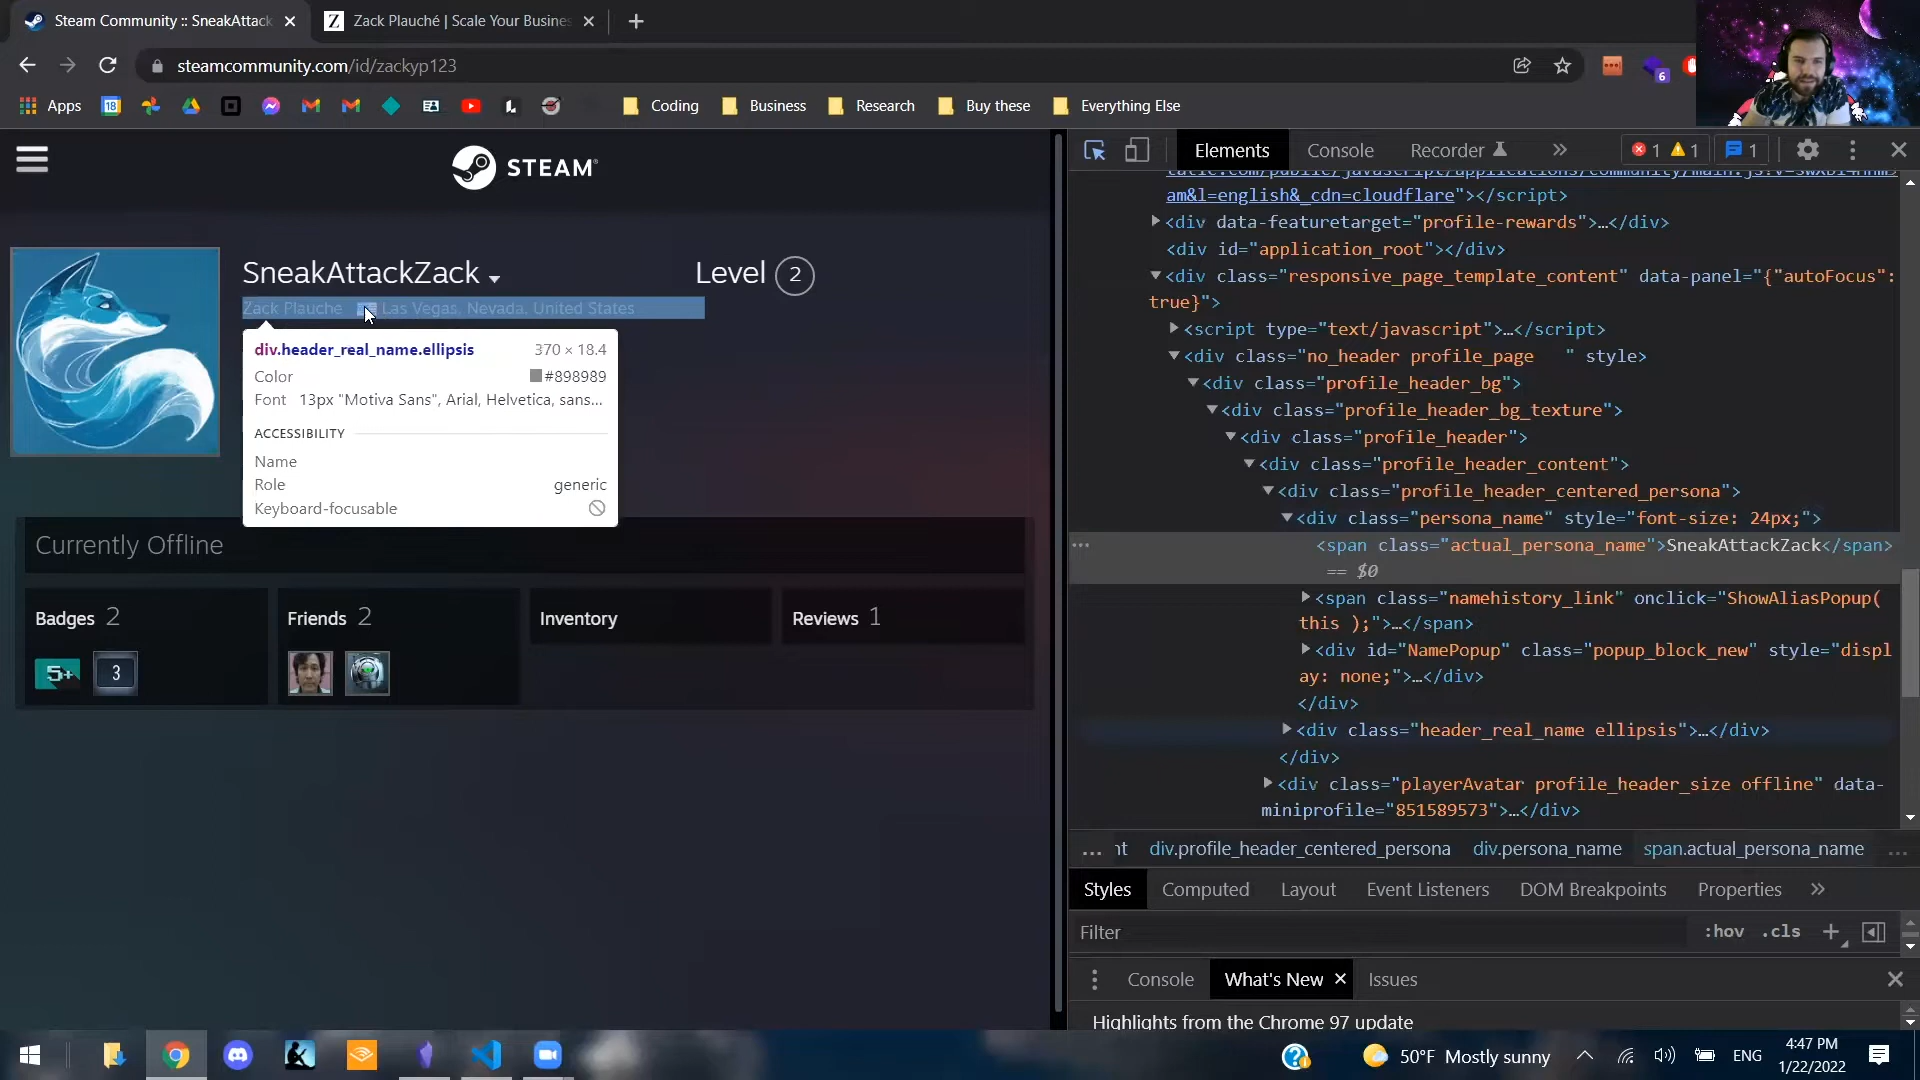 Steam Community :: SneakAttack
Zack Plauché | Scale Your Busines
steamcommunity.com/id/zackyp123
6
Apps
18
Coding
Business
Research
Buy these
Everything Else
STEAM
SneakAttackZack
Level 2
Zack Plauche Las Vegas, Nevada, United States
div.header_real_name.ellipsis 370 × 18.4
Color #898989
Font 13px "Motiva Sans", Arial, Helvetica, sans...
ACCESSIBILITY
Name
Role generic
Keyboard-focusable
Currently Offline
Badges 2
Friends 2
Inventory
Reviews 1
5+
3
Elements
Console
Recorder
1
1
1
am&l=english&_cdn=cloudflare"></script>
<div data-featuretarget="profile-rewards">…</div>
<div id="application_root"></div>
<div class="responsive_page_template_content" data-panel="{"autoFocus":
true}">
<script type="text/javascript">…</script>
<div class="no_header profile_page " style>
<div class="profile_header_bg">
<div class="profile_header_bg_texture">
<div class="profile_header">
<div class="profile_header_content">
<div class="profile_header_centered_persona">
<div class="persona_name" style="font-size: 24px;">
<span class="actual_persona_name">SneakAttackZack</span>
== $0
<span class="namehistory_link" onclick="ShowAliasPopup(
this );">…</span>
<div id="NamePopup" class="popup_block_new" style="displ
ay: none;">…</div>
</div>
<div class="header_real_name ellipsis">…</div>
</div>
<div class="playerAvatar profile_header_size offline" data-
miniprofile="851589573">…</div>
... nt div.profile_header_centered_persona div.persona_name span.actual_persona_name ...
Styles Computed Layout Event Listeners DOM Breakpoints Properties
Filter
:hov .cls
Console
What's New
Issues
Highlights from the Chrome 97 update
50°F Mostly sunny
ENG
4:47 PM
1/22/2022